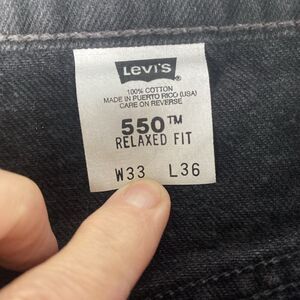 Levi's
100% COTTON
MADE IN PUERTO RICO (USA)
CARE ON REVERSE
550™
RELAXED FIT
W33 L36